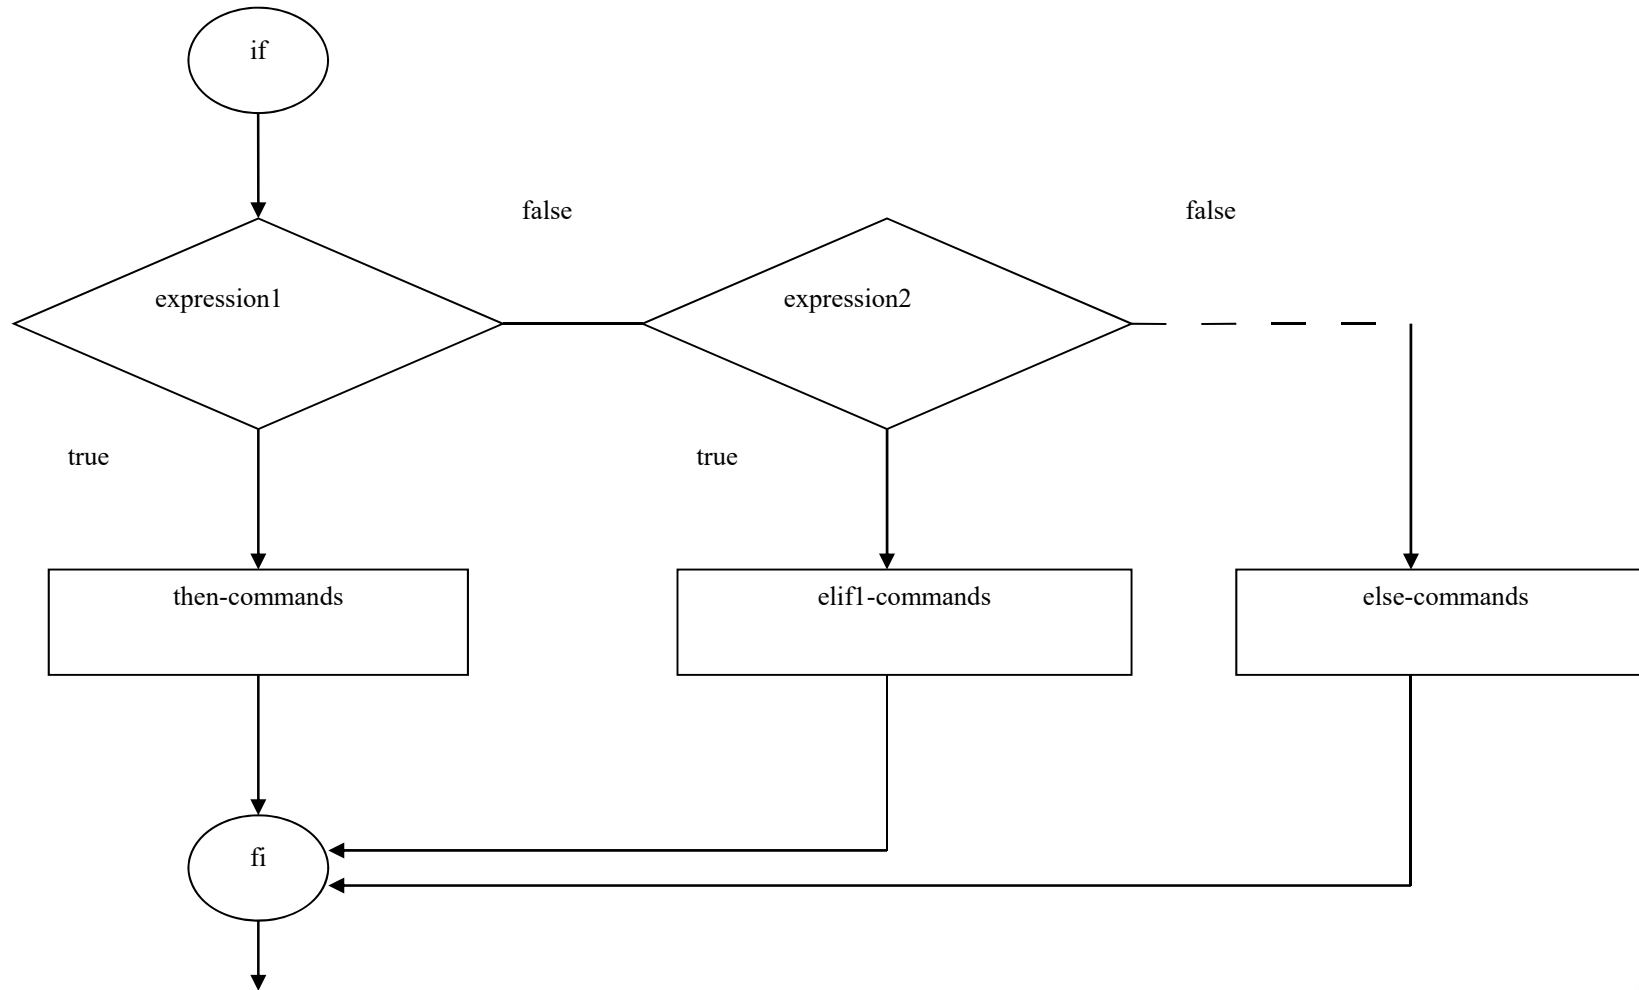 if
false
false
expression1
expression2
true
true
then-commands
elif1-commands
else-commands
fi